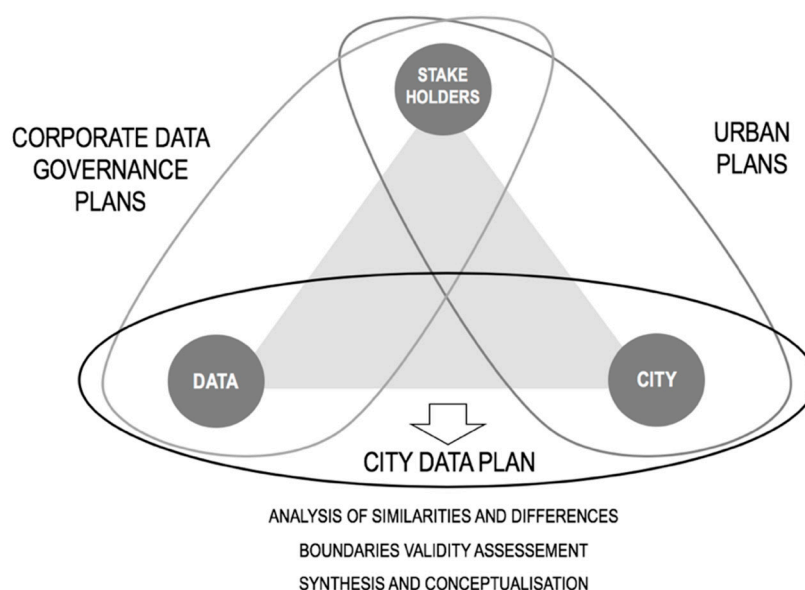 STAKE
HOLDERS
CORPORATE DATA
GOVERNANCE
PLANS
URBAN
PLANS
DATA
CITY
CITY DATA PLAN
ANALYSIS OF SIMILARITIES AND DIFFERENCES
BOUNDARIES VALIDITY ASSESSEMENT
SYNTHESIS AND CONCEPTUALISATION